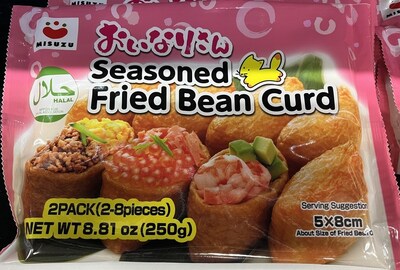 MISUZU
おいなりさん
Seasoned
Fried Bean Curd
حلال
HALAL
2PACK(2-8pieces)
NET WT 8.81 oz (250g)
Serving Suggestion
5×8cm
About Size of Fried Bean C